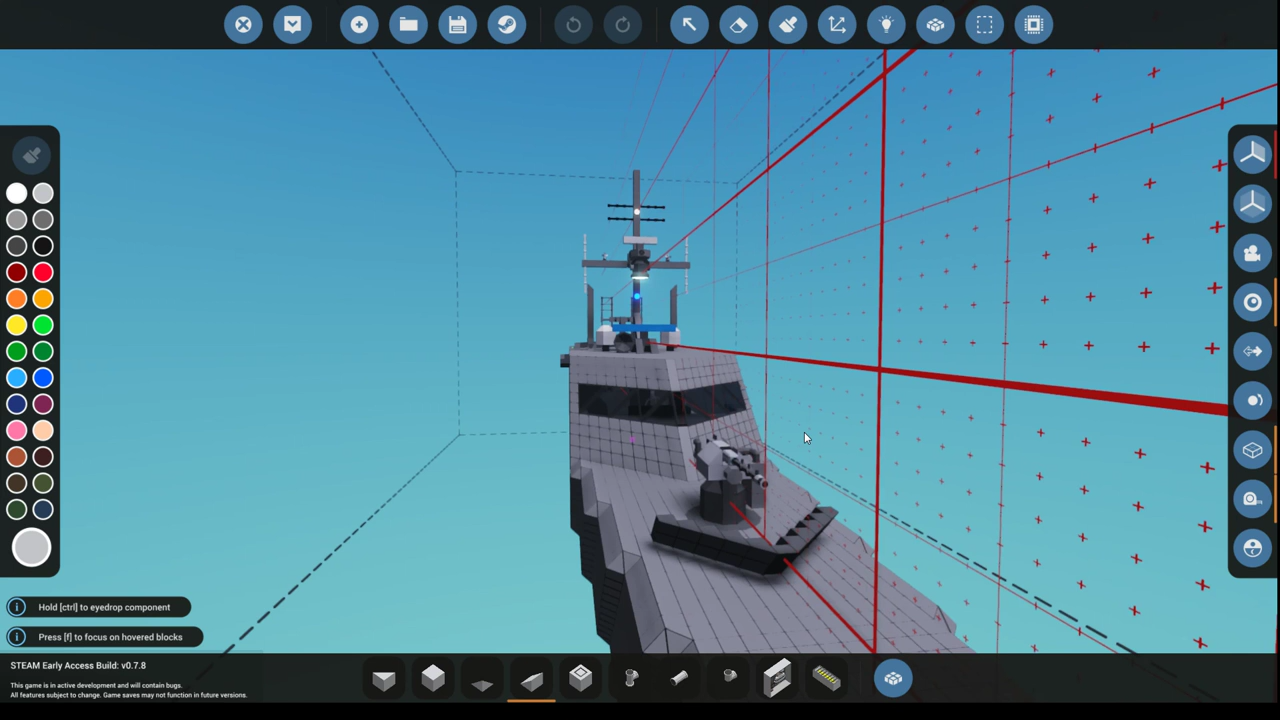 Hold [ctrl] to eyedrop component
Press [f] to focus on hovered blocks
STEAM Early Access Build: v0.7.8
This game is in active development and will contain bugs.
All features subject to change. Game saves may not function in future versions.